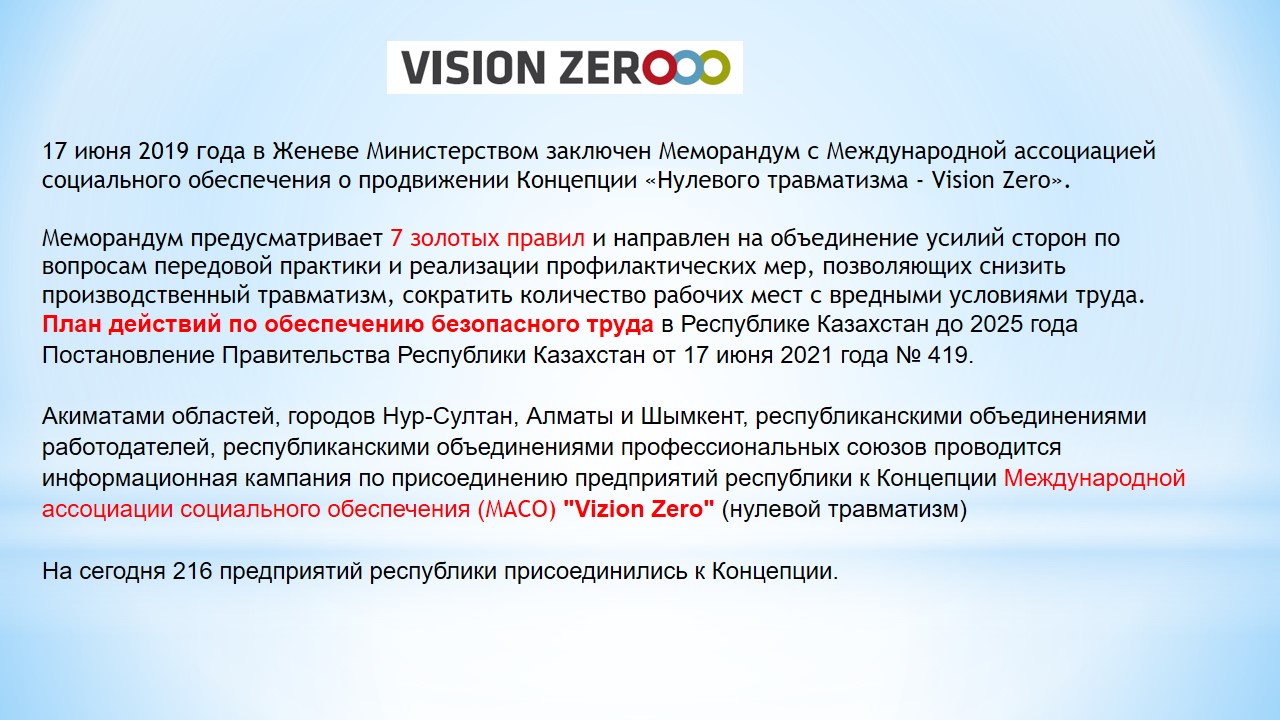 VISION ZEROOO
17 июня 2019 года в Женеве Министерством заключен Меморандум с Международной ассоциацией
социального обеспечения о продвижении Концепции «Нулевого травматизма - Vision Zero».
Меморандум предусматривает 7 золотых правил и направлен на объединение усилий сторон по
вопросам передовой практики и реализации профилактических мер, позволяющих снизить
производственный травматизм, сократить количество рабочих мест с вредными условиями труда.
План действий по обеспечению безопасного труда в Республике Казахстан до 2025 года
Постановление Правительства Республики Казахстан от 17 июня 2021 года № 419.
Акиматами областей, городов Нур-Султан, Алматы и Шымкент, республиканскими объединениями
работодателей, республиканскими объединениями профессиональных союзов проводится
информационная кампания по присоединению предприятий республики к Концепции Международной
ассоциации социального обеспечения (МАСО) "Vizion Zero" (нулевой травматизм)
На сегодня 216 предприятий республики присоединились к Концепции.